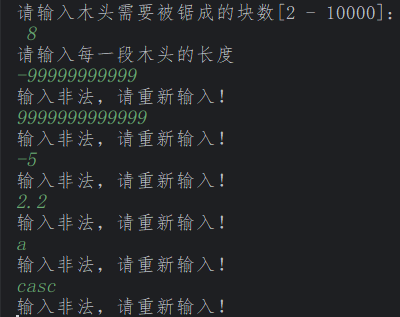 请输入木头需要被锯成的块数[2 - 10000]:
8
请输入每一段木头的长度
-99999999999
输入非法，请重新输入！
9999999999999
输入非法，请重新输入！
-5
输入非法，请重新输入！
2.2
输入非法，请重新输入！
a
输入非法，请重新输入！
casc
输入非法，请重新输入！